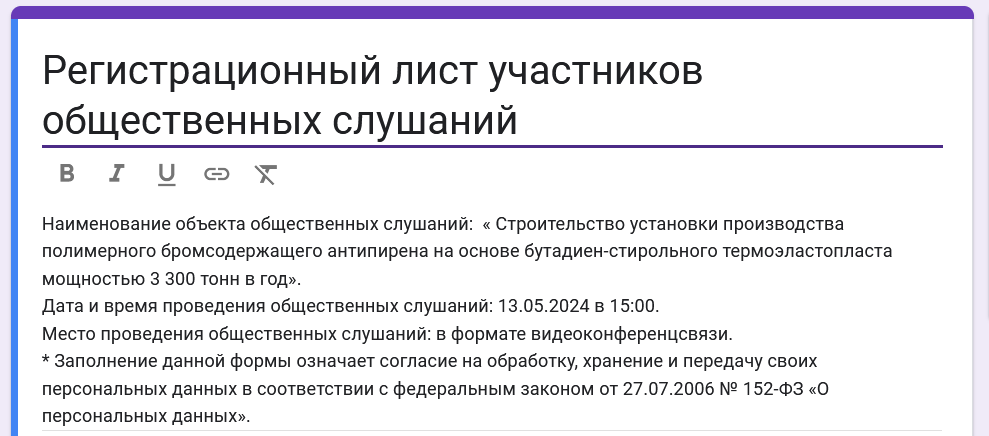 Регистрационный лист участников
общественных слушаний
B I U
Наименование объекта общественных слушаний:  « Строительство установки производства
полимерного бромсодержащего антипирена на основе бутадиен-стирольного термоэластопласта
мощностью 3 300 тонн в год».
Дата и время проведения общественных слушаний: 13.05.2024 в 15:00.
Место проведения общественных слушаний: в формате видеоконференцсвязи.
* Заполнение данной формы означает согласие на обработку, хранение и передачу своих
персональных данных в соответствии с федеральным законом от 27.07.2006 № 152-ФЗ «О
персональных данных».